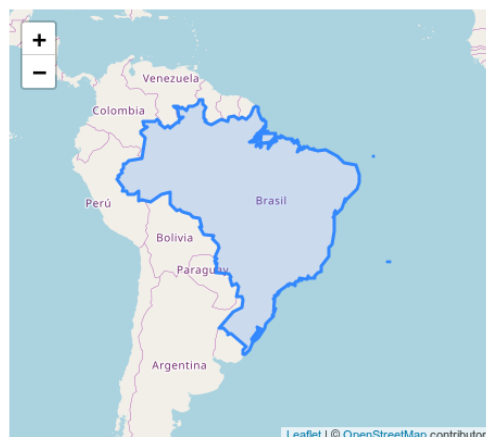 +
−
Venezuela
Colombia
Perú
Brasil
Bolivia
Paraguay
Argentina
Leaflet | © OpenStreetMap contributor